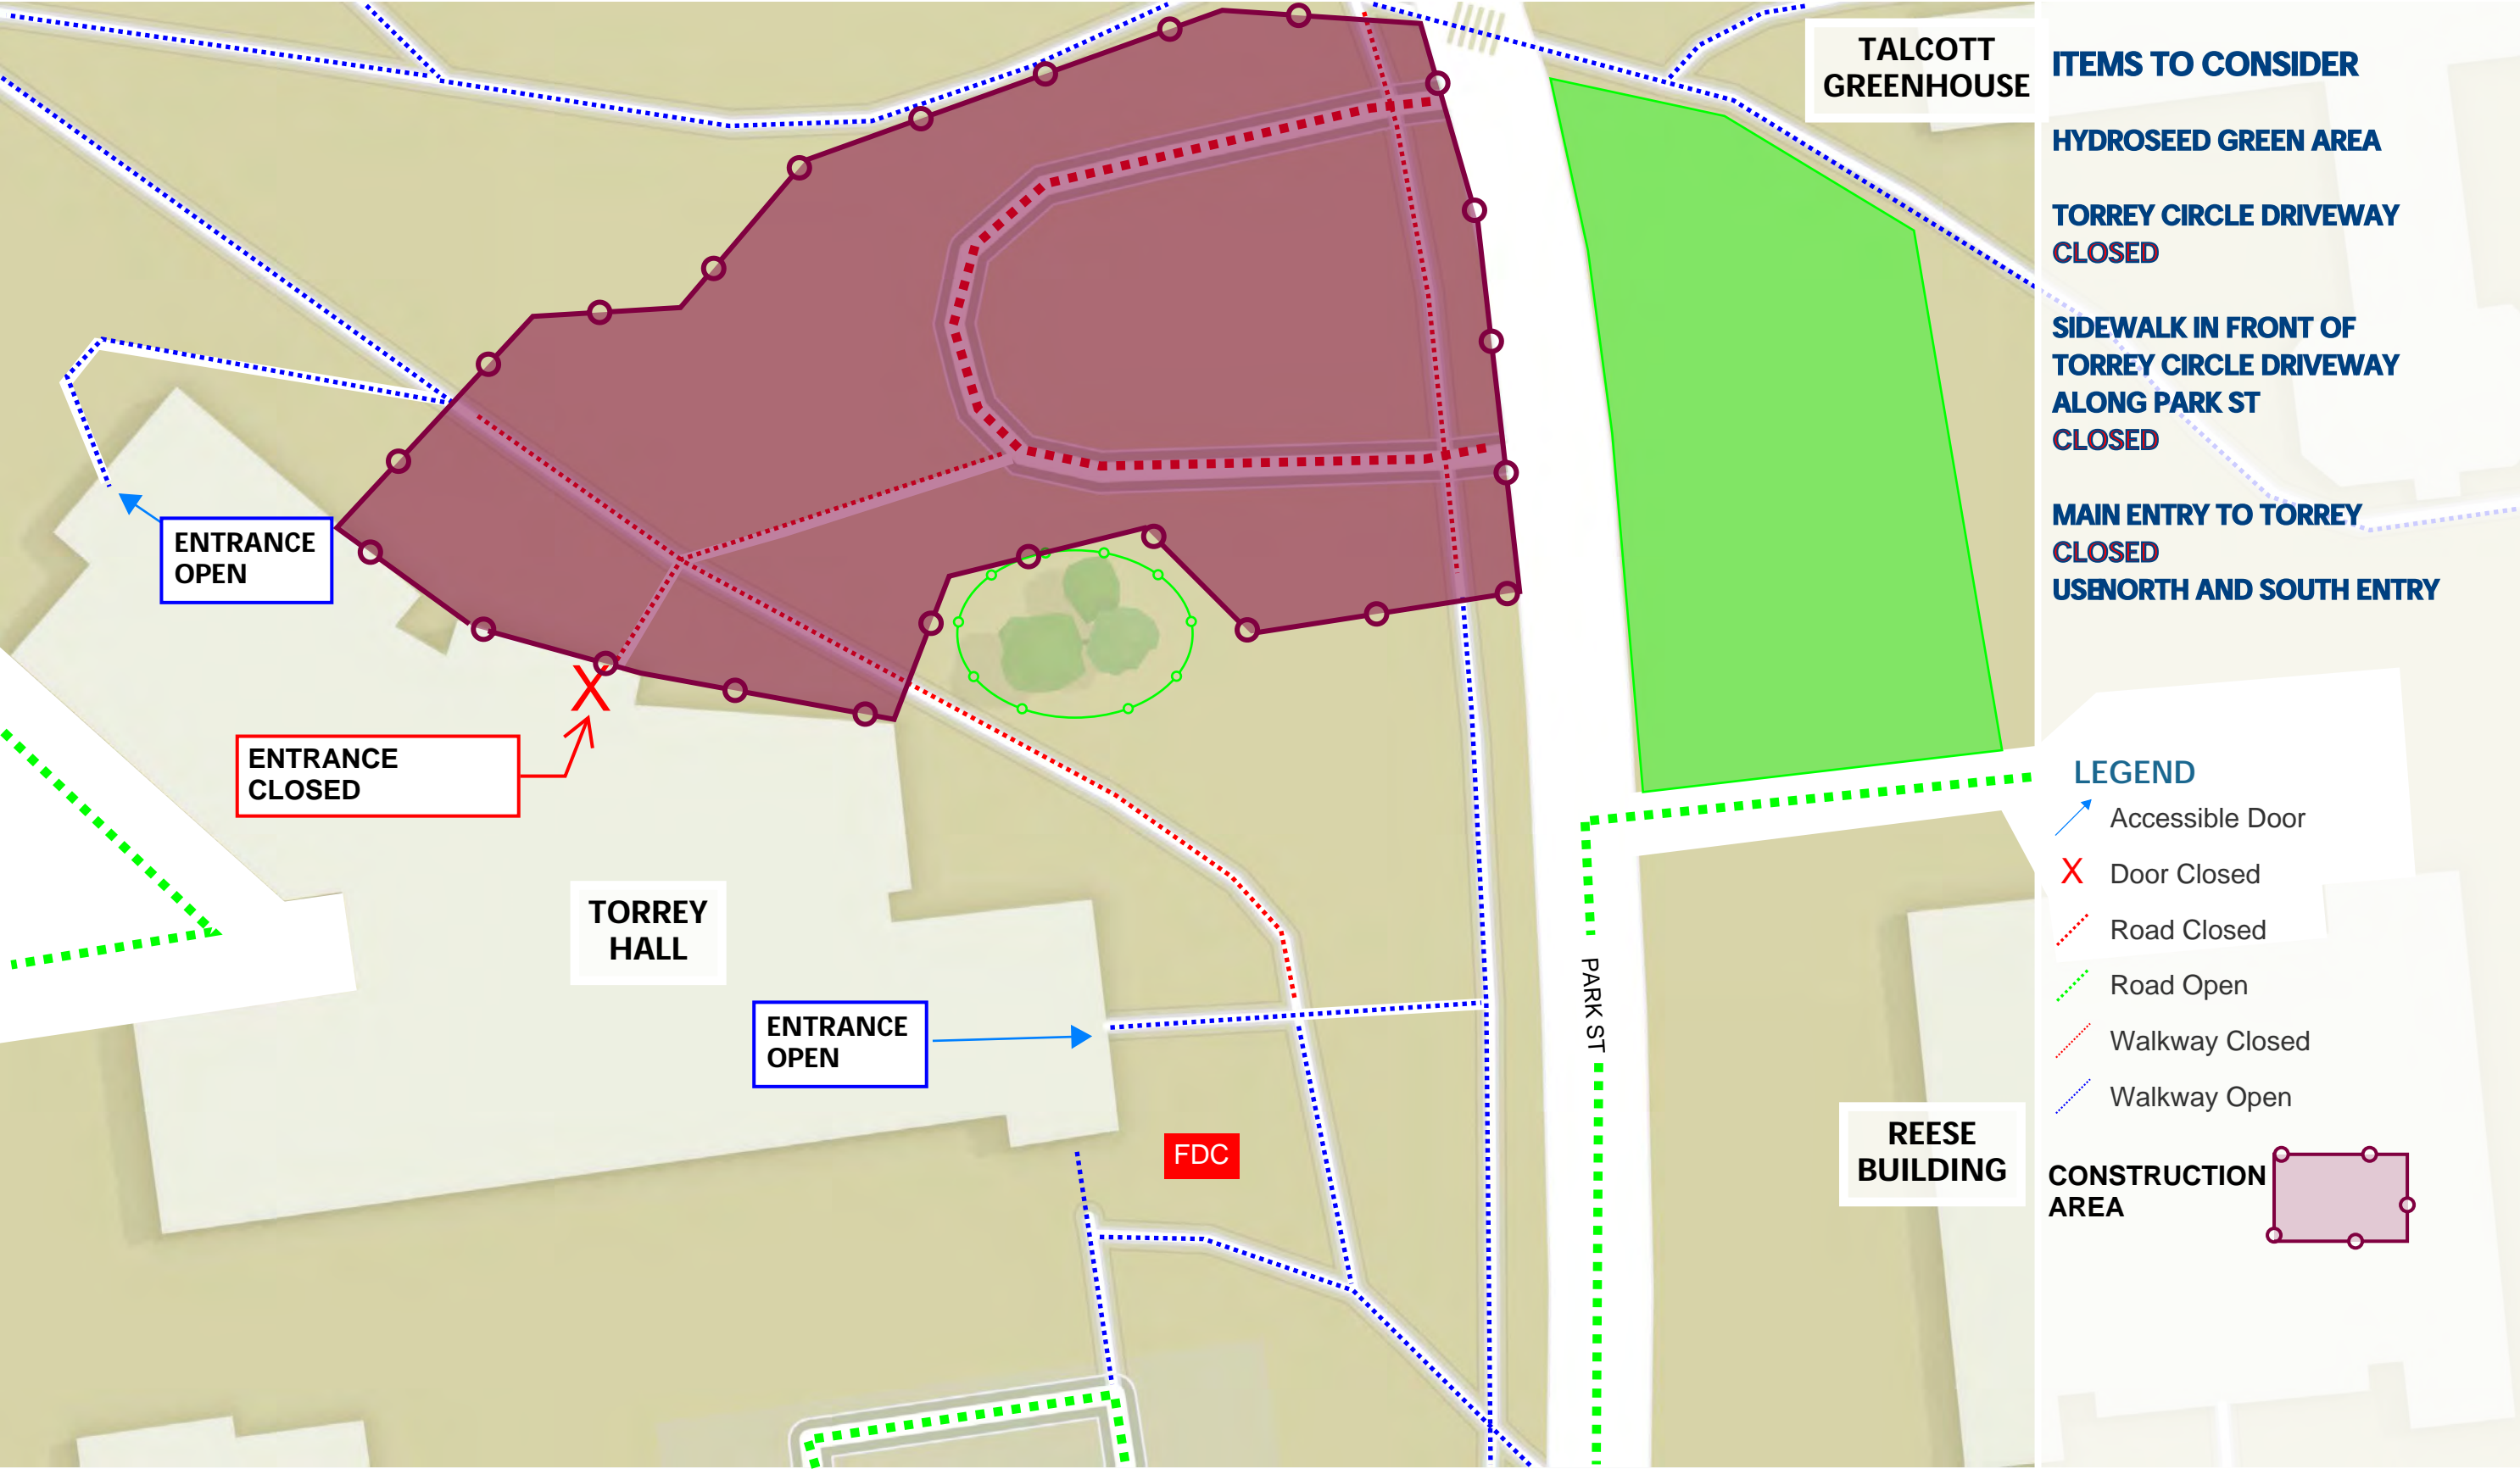 TALCOTT
GREENHOUSE
ITEMS TO CONSIDER
HYDROSEED GREEN AREA
TORREY CIRCLE DRIVEWAY
CLOSED
SIDEWALK IN FRONT OF
TORREY CIRCLE DRIVEWAY
ALONG PARK ST
CLOSED
MAIN ENTRY TO TORREY
CLOSED
USENORTH AND SOUTH ENTRY
ENTRANCE
OPEN
X
ENTRANCE
CLOSED
TORREY
HALL
ENTRANCE
OPEN
FDC
PARK ST
REESE
BUILDING
LEGEND
Accessible Door
X Door Closed
Road Closed
Road Open
Walkway Closed
Walkway Open
CONSTRUCTION
AREA